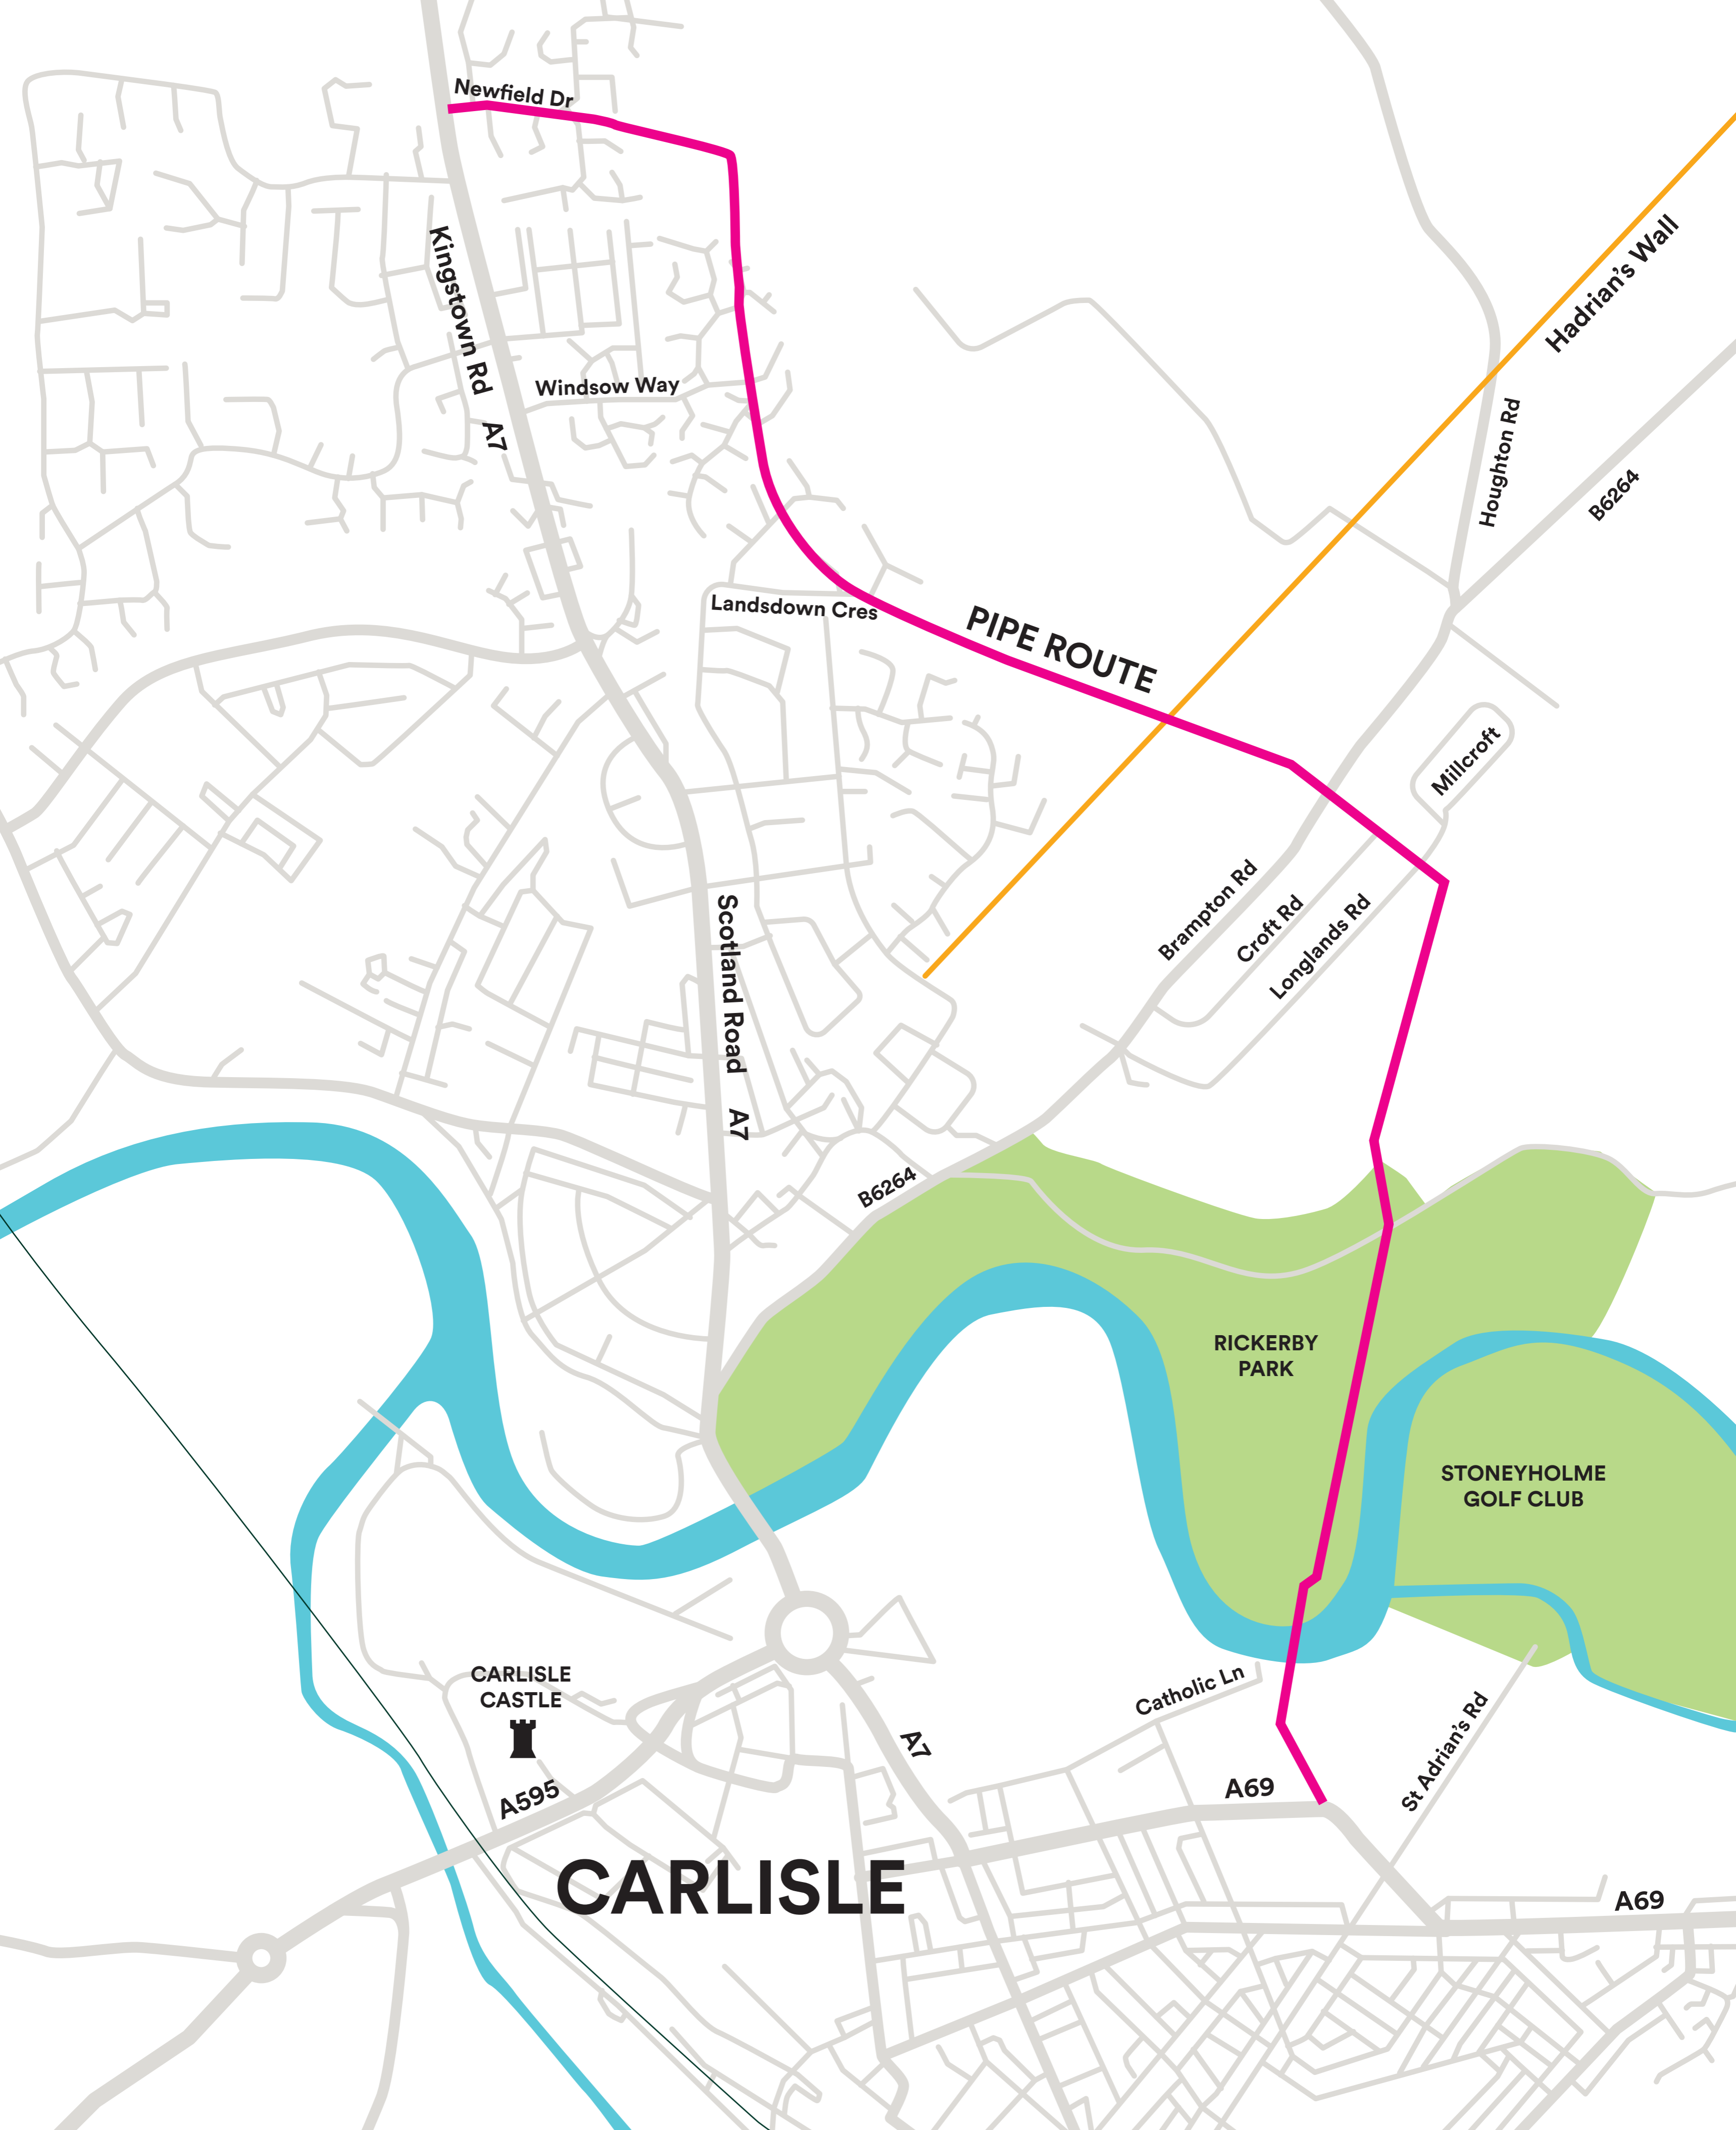 Newfield Dr
Kingstown Rd A7
Hadrian's Wall
Windsow Way
Houghton Rd
B6264
Landsdown Cres
PIPE ROUTE
Millcroft
Brampton Rd
Croft Rd
Longlands Rd
Scotland Road A7
B6264
RICKERBY
PARK
STONEYHOLME
GOLF CLUB
CARLISLE
CASTLE
Catholic Ln
St Adrian's Rd
A7
A595
A69
CARLISLE
A69